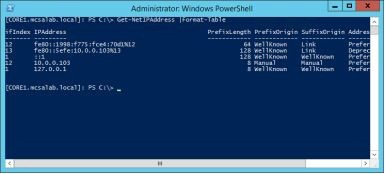 Administrator: Windows PowerShell
[CORE1.mcsalab.local]: PS C:\> Get-NetIPAddress |Format-Table
ifIndex IPAddress PrefixLength PrefixOrigin SuffixOrigin Addres
12 fe80::1998:f775:fce4:70d1%12 64 WellKnown Link Prefer
13 fe80::5efe:10.0.0.103%13 128 WellKnown Link Deprec
1 ::1 128 WellKnown WellKnown Prefer
12 10.0.0.103 8 Manual Manual Prefer
1 127.0.0.1 8 WellKnown WellKnown Prefer
[CORE1.mcsalab.local]: PS C:\>